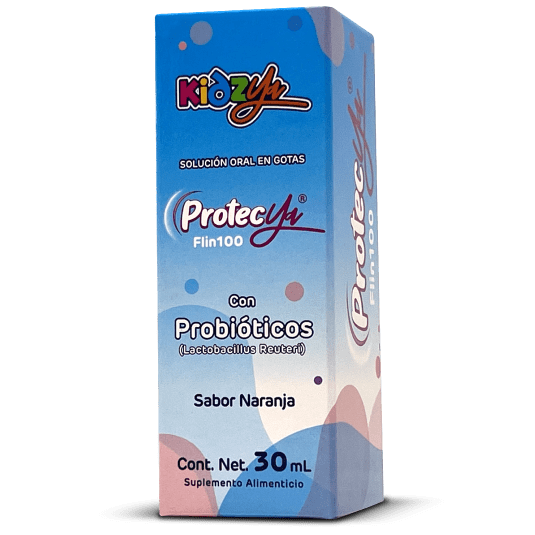 KidzYa
SOLUCIÓN ORAL EN GOTAS
ProtecYa®
Flin100
Con
Probióticos
(Lactobacillus Reuteri)
Sabor Naranja
Cont. Net. 30 mL
Suplemento Alimenticio
ProtecYa®
Flin100